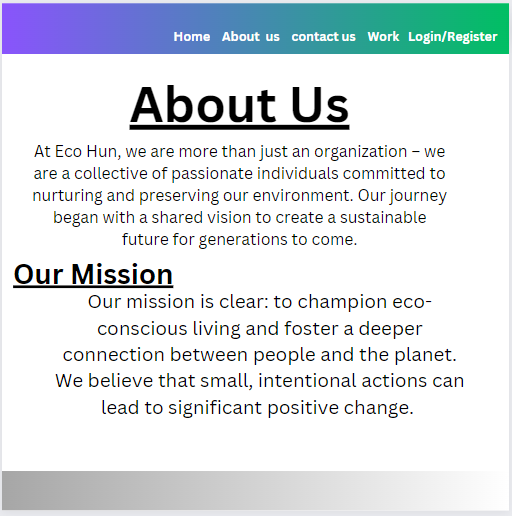 Home About us contact us Work Login/Register
About Us
At Eco Hun, we are more than just an organization – we
are a collective of passionate individuals committed to
nurturing and preserving our environment. Our journey
began with a shared vision to create a sustainable
future for generations to come.
Our Mission
Our mission is clear: to champion eco-
conscious living and foster a deeper
connection between people and the planet.
We believe that small, intentional actions can
lead to significant positive change.